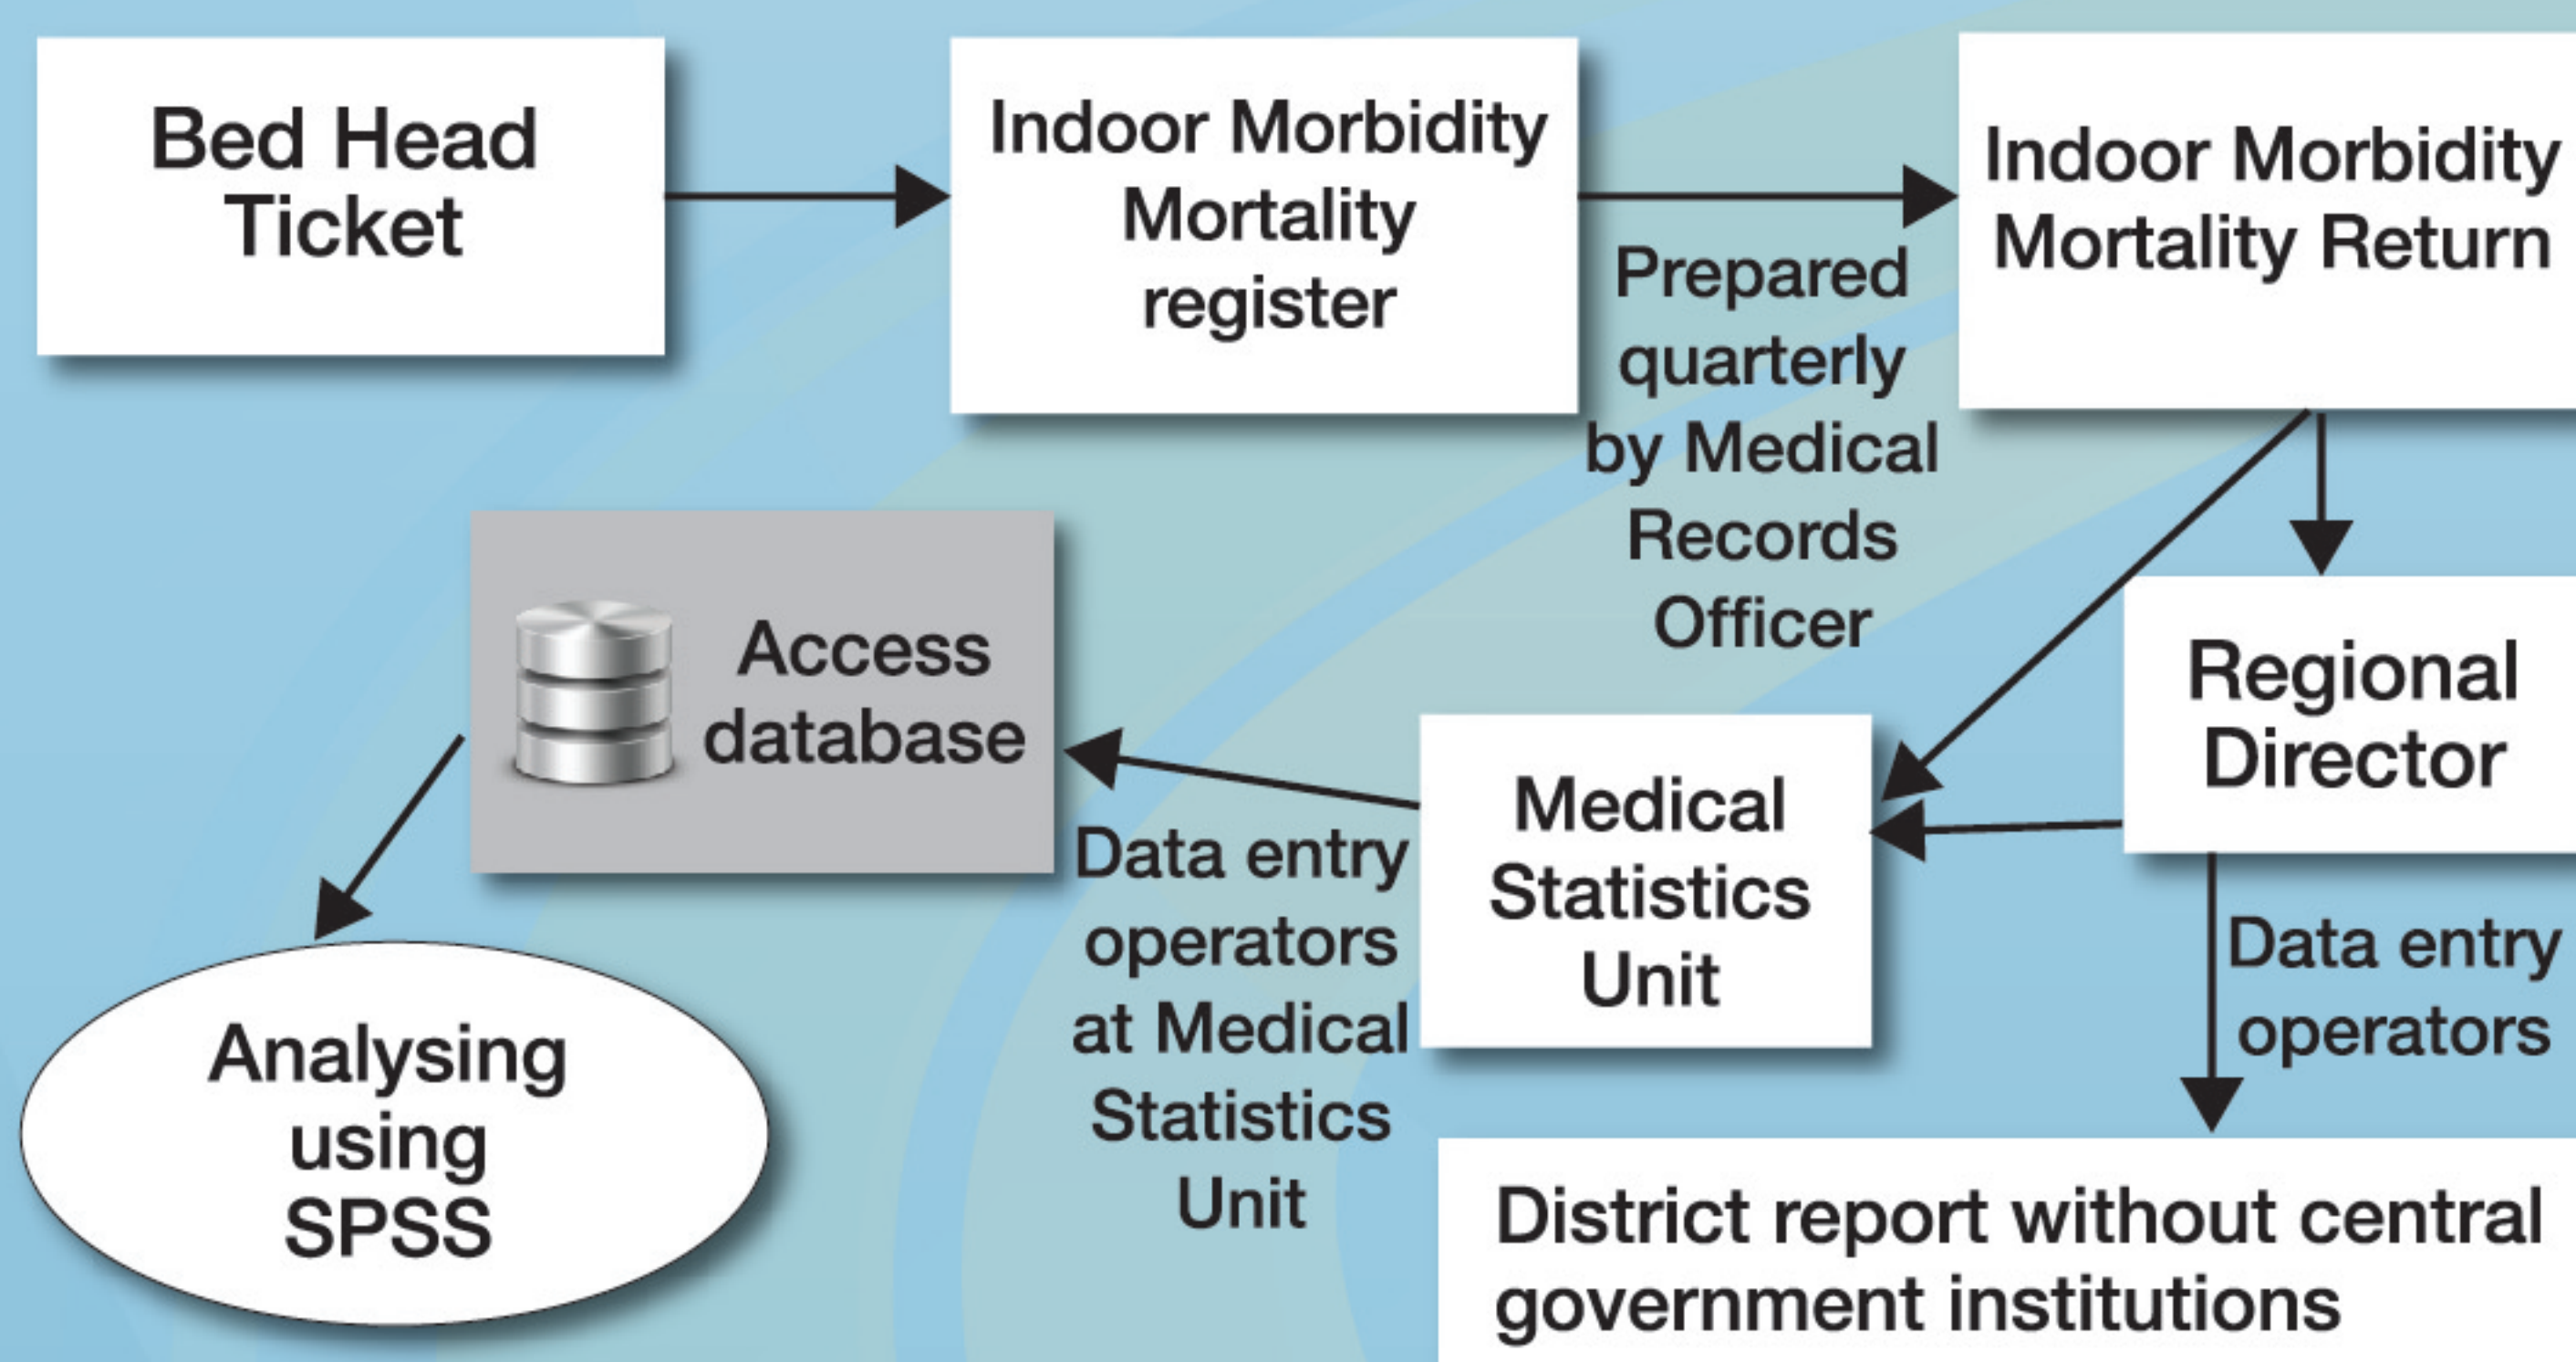 Bed Head
Ticket
Indoor Morbidity
Mortality
register
Prepared
quarterly
by Medical
Records
Officer
Indoor Morbidity
Mortality Return
Regional
Director
Data entry
operators
District report without central
government institutions
Medical
Statistics
Unit
Data entry
operators
at Medical
Statistics
Unit
Access
database
Analysing
using
SPSS